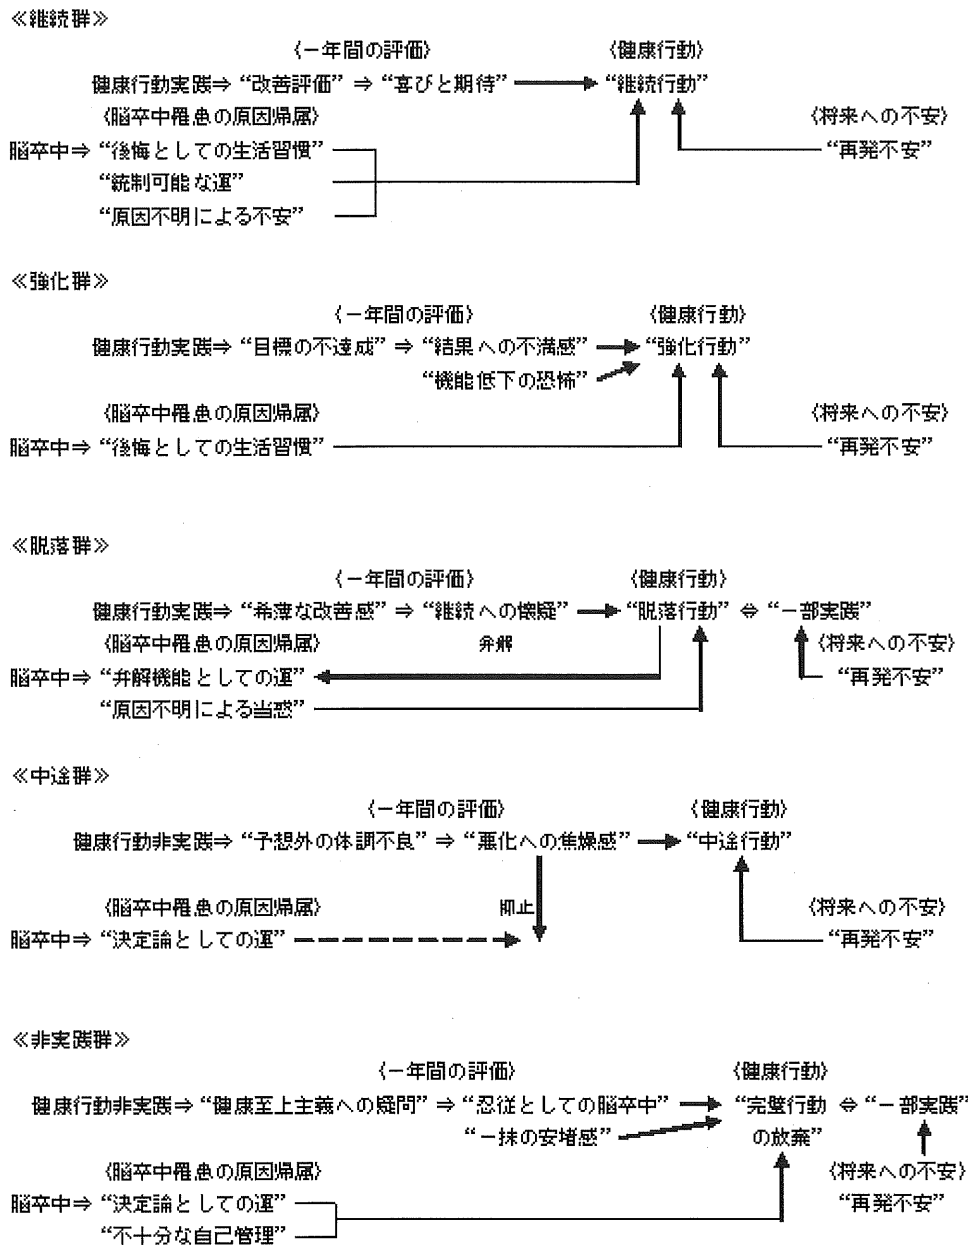 ≪継続群≫
〈一年間の評価〉 〈健康行動〉
健康行動実践⇒ “改善評価” ⇒ “喜びと期待” “継続行動”
〈脳卒中罹患の原因帰属〉 〈将来への不安〉
脳卒中⇒ “後悔としての生活習慣” “再発不安”
“統制可能な運”
“原因不明による不安”
≪強化群≫
〈一年間の評価〉 〈健康行動〉
健康行動実践⇒ “目標の不達成” ⇒ “結果への不満感” “強化行動”
“機能低下の恐怖”
〈脳卒中罹患の原因帰属〉 〈将来への不安〉
脳卒中⇒ “後悔としての生活習慣” “再発不安”
≪脱落群≫
〈一年間の評価〉 〈健康行動〉
健康行動実践⇒ “希薄な改善感” ⇒ “継続への懐疑” “脱落行動” ⇔ “一部実践”
〈脳卒中罹患の原因帰属〉 弁解 〈将来への不安〉
脳卒中⇒ “弁解機能としての運” “再発不安”
“原因不明による当惑”
≪中途群≫
〈一年間の評価〉 〈健康行動〉
健康行動非実践⇒ “予想外の体調不良” ⇒ “悪化への焦燥感” “中途行動”
〈脳卒中罹患の原因帰属〉 抑止 〈将来への不安〉
脳卒中⇒ “決定論としての運” “再発不安”
≪非実践群≫
〈一年間の評価〉 〈健康行動〉
健康行動非実践⇒ “健康至上主義への疑問” ⇒ “忍従としての脳卒中” “完璧行動 ⇔ “一部実践”
“一抹の安堵感” の放棄”
〈脳卒中罹患の原因帰属〉 〈将来への不安〉
脳卒中⇒ “決定論としての運” “再発不安”
“不十分な自己管理”